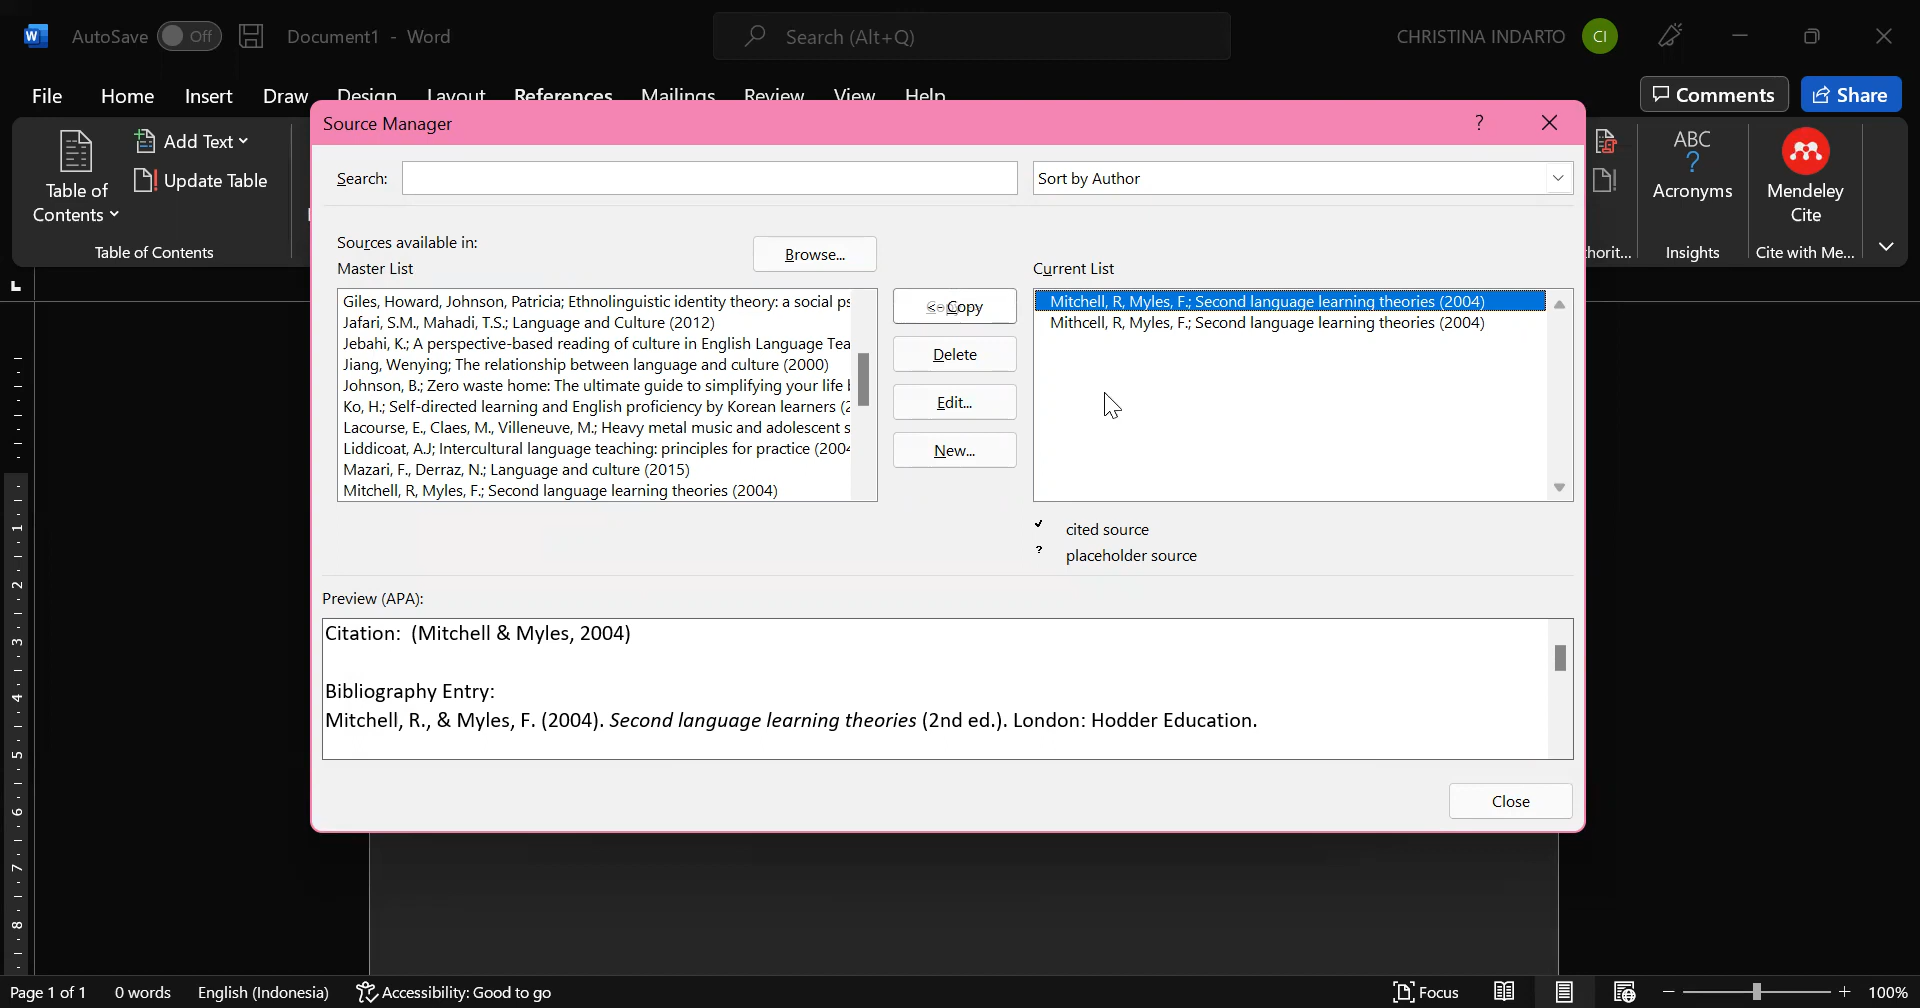 AutoSave Off Document1 - Word Search (Alt+Q) CHRISTINA INDARTO CI
File Home Insert Draw Design Layout References Mailings Review View Help Comments Share
Table of Contents
Add Text
Update Table
Table of Contents
ABC
?
Acronyms
Insights
Mendeley
Cite
Cite with Me...
horit...
Source Manager ?
Search: Sort by Author
Sources available in:
Master List
Browse...
Current List
Giles, Howard, Johnson, Patricia; Ethnolinguistic identity theory: a social ps
Jafari, S.M., Mahadi, T.S.; Language and Culture (2012)
Jebahi, K.; A perspective-based reading of culture in English Language Tea
Jiang, Wenying; The relationship between language and culture (2000)
Johnson, B.; Zero waste home: The ultimate guide to simplifying your life b
Ko, H.; Self-directed learning and English proficiency by Korean learners (2
Lacourse, E., Claes, M., Villeneuve, M.; Heavy metal music and adolescent s
Liddicoat, A.J; Intercultural language teaching: principles for practice (2004
Mazari, F., Derraz, N.; Language and culture (2015)
Mitchell, R, Myles, F.; Second language learning theories (2004)
<- Copy
Delete
Edit...
New...
Mitchell, R, Myles, F.; Second language learning theories (2004)
Mithcell, R, Myles, F.; Second language learning theories (2004)
✓ cited source
? placeholder source
Preview (APA):
Citation: (Mitchell & Myles, 2004)
Bibliography Entry:
Mitchell, R., & Myles, F. (2004). Second language learning theories (2nd ed.). London: Hodder Education.
Close
1
2
3
4
5
6
7
8
Page 1 of 1 0 words English (Indonesia) Accessibility: Good to go Focus 100%